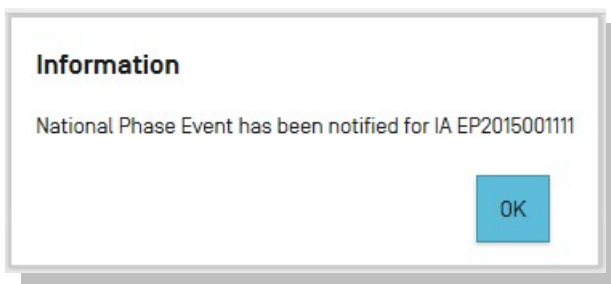 Information
National Phase Event has been notified for IA EP2015001111
OK